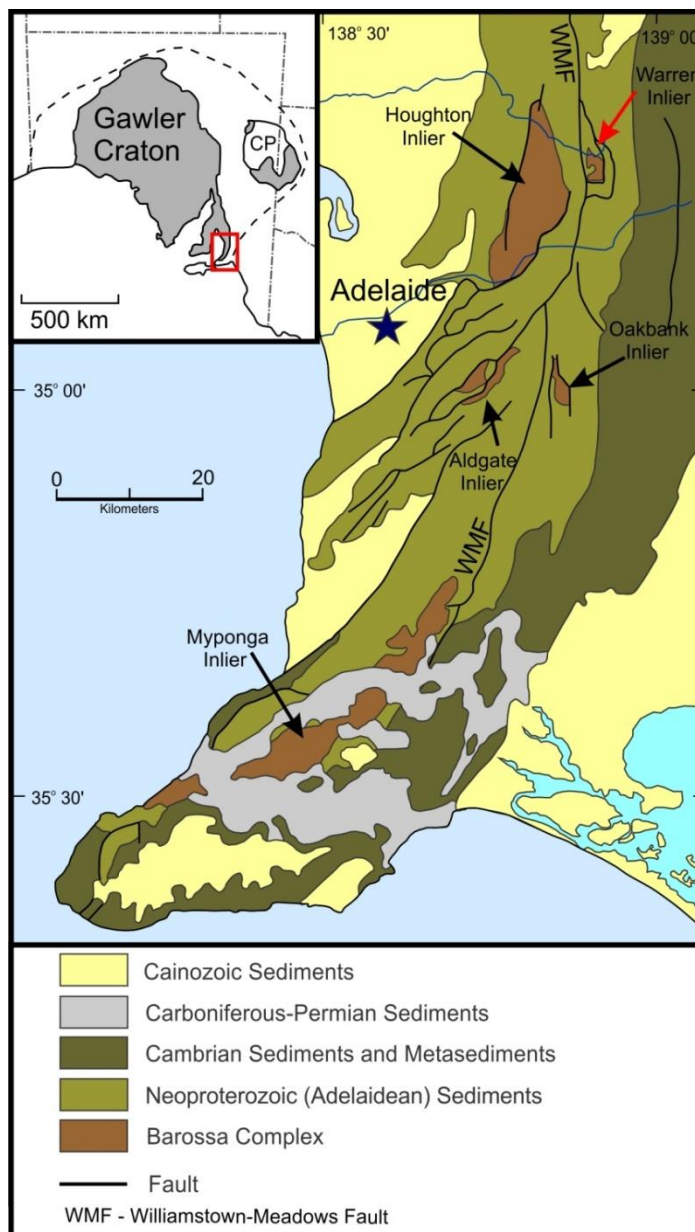 Gawler
Craton
CP
500 km
138° 30'
139° 00'
WMF
Warren
Inlier
Houghton
Inlier
Adelaide
Oakbank
Inlier
35° 00'
Aldgate
Inlier
0 20
Kilometers
WMF
Myponga
Inlier
35° 30'
Cainozoic Sediments
Carboniferous-Permian Sediments
Cambrian Sediments and Metasediments
Neoproterozoic (Adelaidean) Sediments
Barossa Complex
Fault
WMF - Williamstown-Meadows Fault